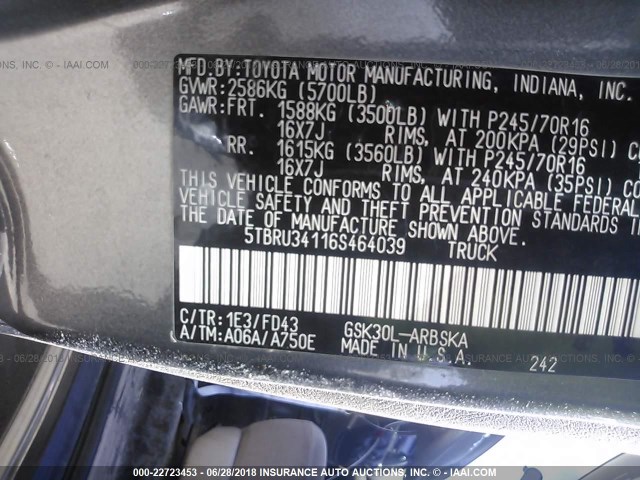 MFD.BY:TOYOTA MOTOR MANUFACTURING, INDIANA, INC.
GVWR:2586KG (5700LB)
GAWR:FRT. 1588KG (3500LB) WITH P245/70R16
16X7J RIMS, AT 200KPA (29PSI)
RR. 1615KG (3560LB) WITH P245/70R16
16X7J RIMS, AT 240KPA (35PSI)
THIS VEHICLE CONFORMS TO ALL APPLICABLE FEDERAL
VEHICLE SAFETY AND THEFT PREVENTION STANDARDS
THE DATE OF MANUFACTURE SHOWN ABOVE.
5TBRU34116S464039 TRUCK
C/TR:1E3/FD43 GSK30L-ARBSKA
A/TM:A06A/A750E MADE IN U.S.A. 242
000-22723453 - 06/28/2018 INSURANCE AUTO AUCTIONS, INC. - © IAAI.COM